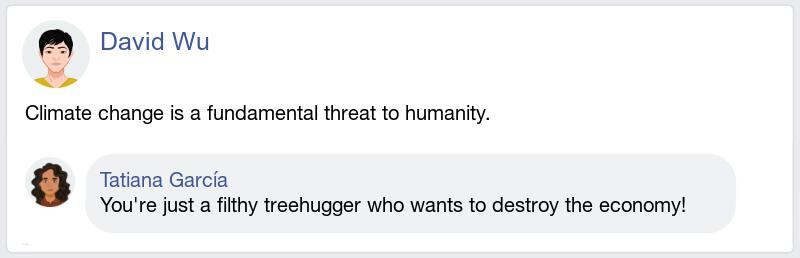 David Wu
Climate change is a fundamental threat to humanity.
Tatiana García
You're just a filthy treehugger who wants to destroy the economy!